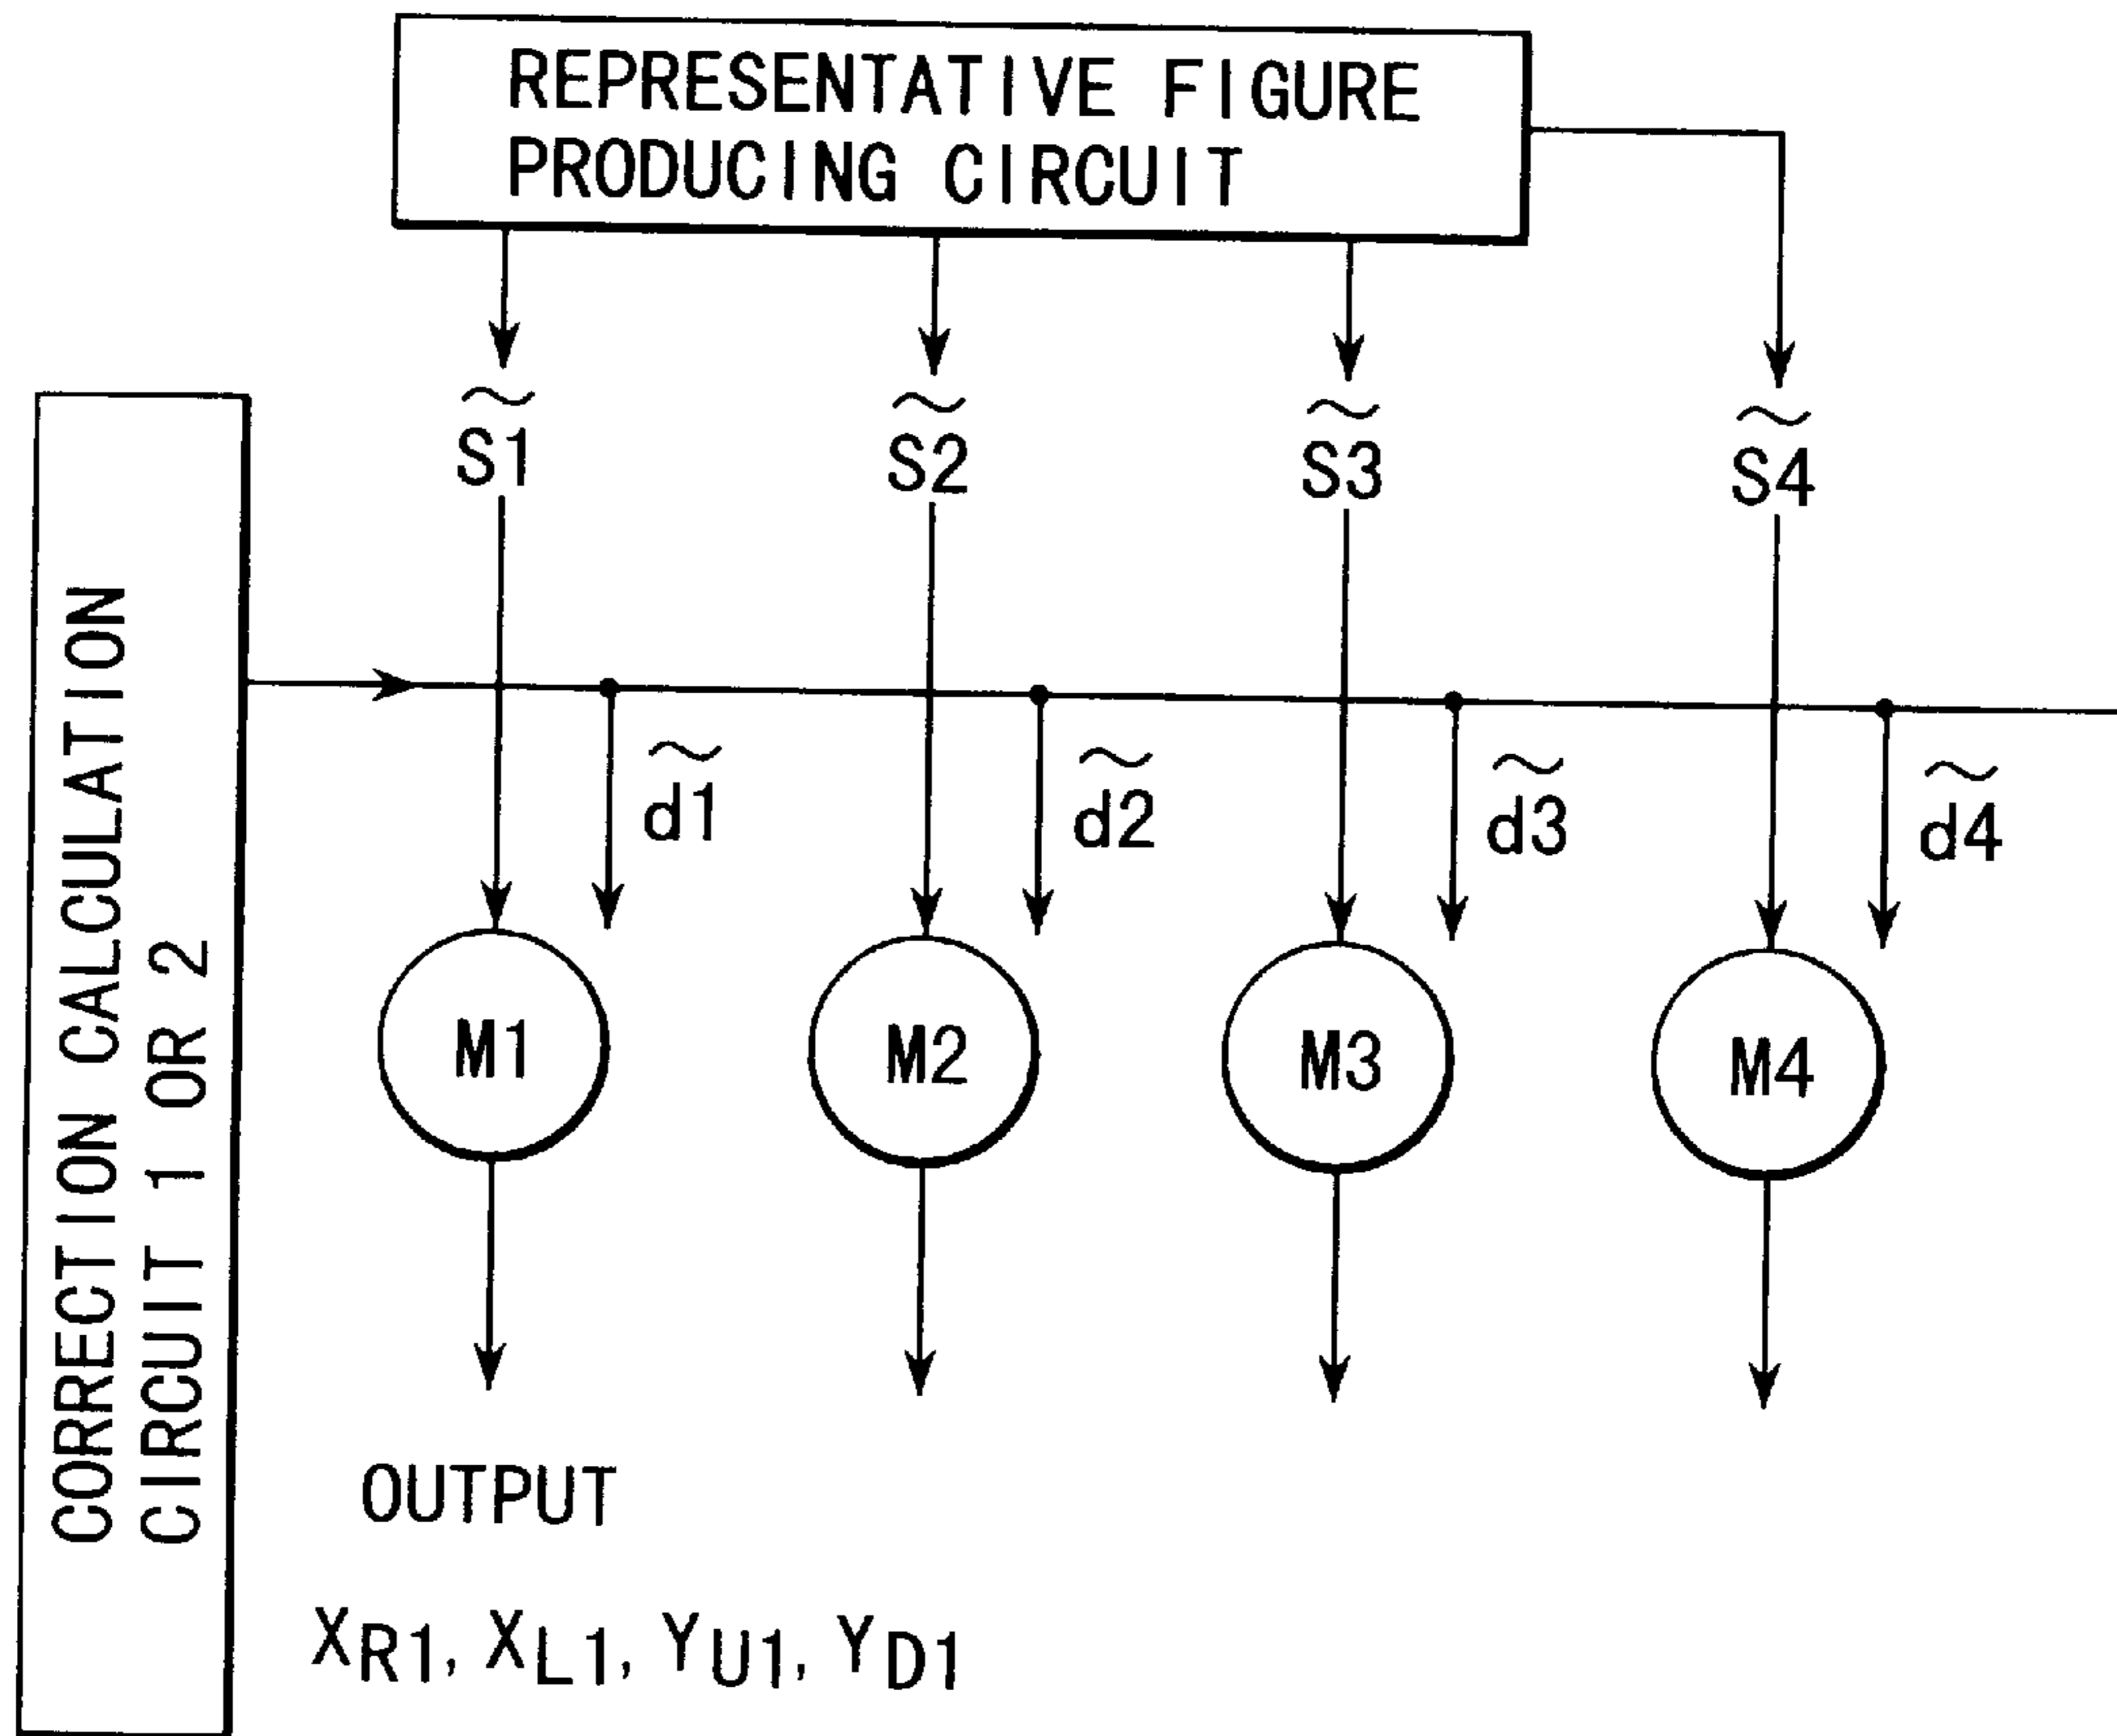 REPRESENTATIVE FIGURE
PRODUCING CIRCUIT
S̃1 S̃2 S̃3 S̃4
CORRECTION CALCULATION
CIRCUIT 1 OR 2
d̃1 d̃2 d̃3 d̃4
M1 M2 M3 M4
OUTPUT
XR1, XL1, YU1, YD1